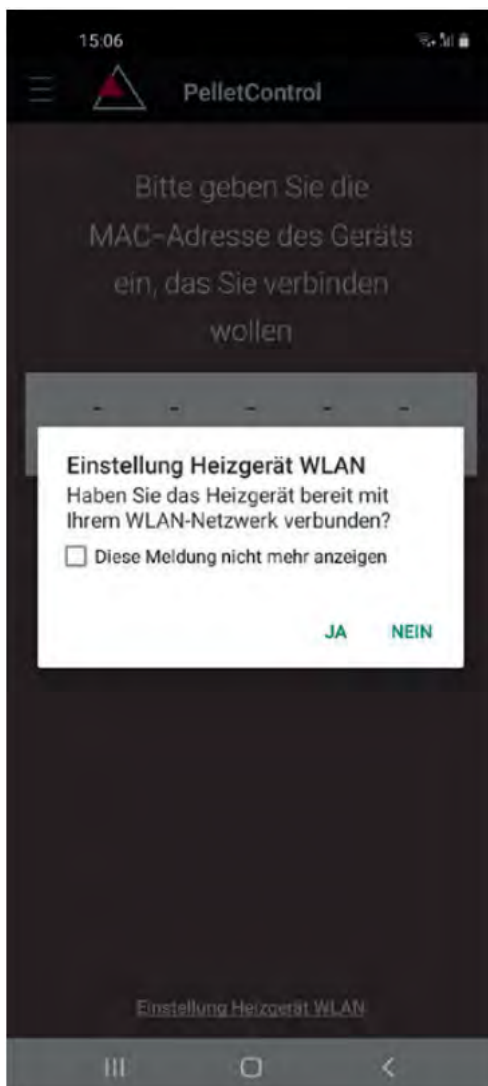 15:06
PelletControl
Bitte geben Sie die
MAC-Adresse des Geräts
ein, das Sie verbinden
wollen
- - - - -
Einstellung Heizgerät WLAN
Haben Sie das Heizgerät bereit mit
Ihrem WLAN-Netzwerk verbunden?
Diese Meldung nicht mehr anzeigen
JA NEIN
Einstellung Heizgerät WLAN